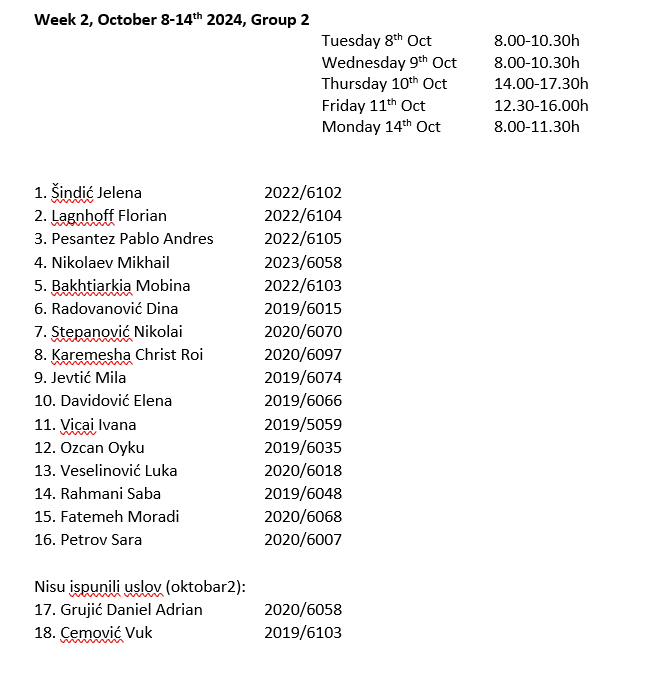 Week 2, October 8-14th 2024, Group 2
Tuesday 8th Oct 8.00-10.30h
Wednesday 9th Oct 8.00-10.30h
Thursday 10th Oct 14.00-17.30h
Friday 11th Oct 12.30-16.00h
Monday 14th Oct 8.00-11.30h
1. Šindić Jelena 2022/6102
2. Lagnhoff Florian 2022/6104
3. Pesantez Pablo Andres 2022/6105
4. Nikolaev Mikhail 2023/6058
5. Bakhtiarkia Mobina 2022/6103
6. Radovanović Dina 2019/6015
7. Stepanović Nikolai 2020/6070
8. Karemesha Christ Roi 2020/6097
9. Jevtić Mila 2019/6074
10. Davidović Elena 2019/6066
11. Vicai Ivana 2019/5059
12. Ozcan Oyku 2019/6035
13. Veselinović Luka 2020/6018
14. Rahmani Saba 2019/6048
15. Fatemeh Moradi 2020/6068
16. Petrov Sara 2020/6007
Nisu ispunili uslov (oktobar2):
17. Grujić Daniel Adrian 2020/6058
18. Cemović Vuk 2019/6103